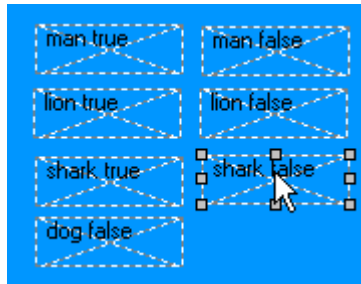 man true
man false
lion true
lion false
shark true
shark false
dog false